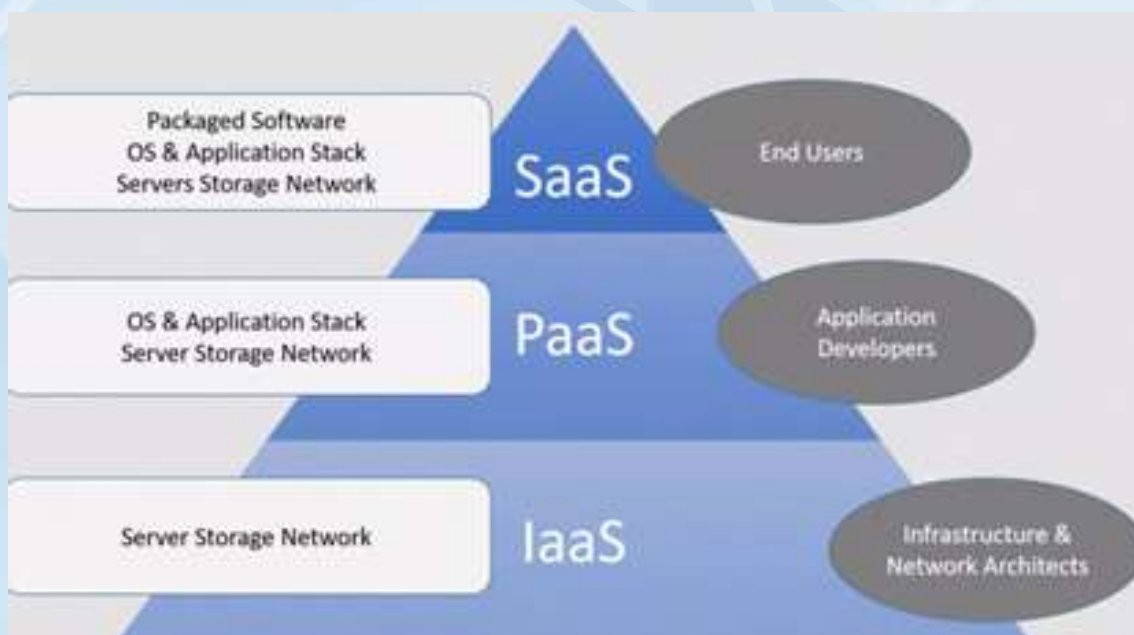 Packaged Software
OS & Application Stack
Servers Storage Network
SaaS
End Users
OS & Application Stack
Server Storage Network
PaaS
Application
Developers
Server Storage Network
IaaS
Infrastructure &
Network Architects